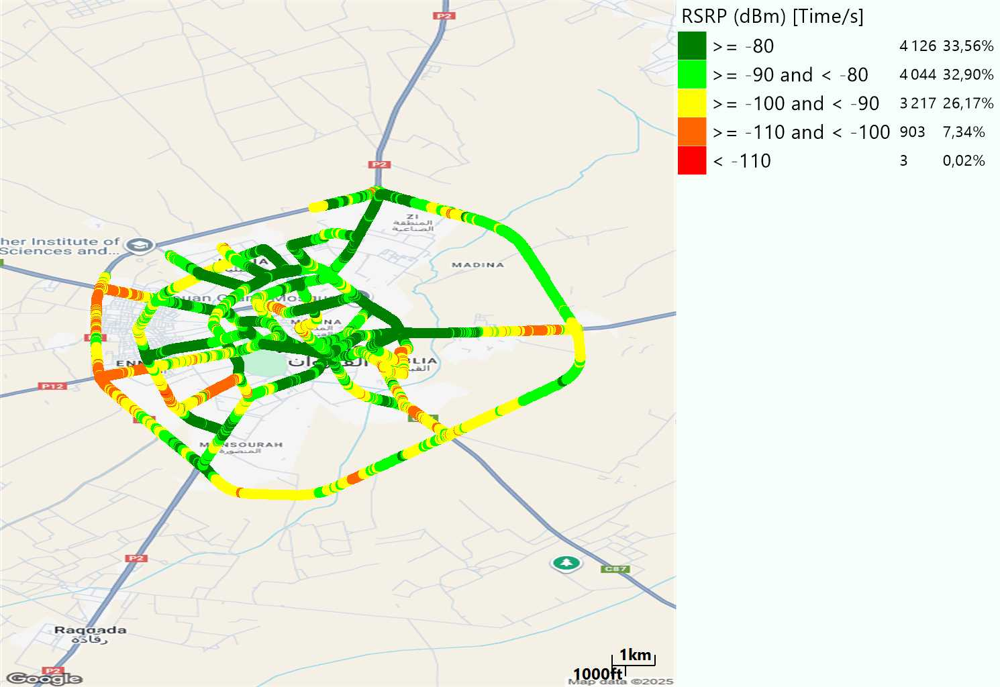 RSRP (dBm) [Time/s]
>= -80 4 126 33,56%
>= -90 and < -80 4 044 32,90%
>= -100 and < -90 3 217 26,17%
>= -110 and < -100 903 7,34%
< -110 3 0,02%
P2
P2
ZI
المنطقة
الصناعية
her Institute of
Sciences and...
MADINA
P12
MANSOURAH
المنصورة
P2
C87
Raqqada
رقادة
1km
P2
1000ft
Google
Map data ©2025